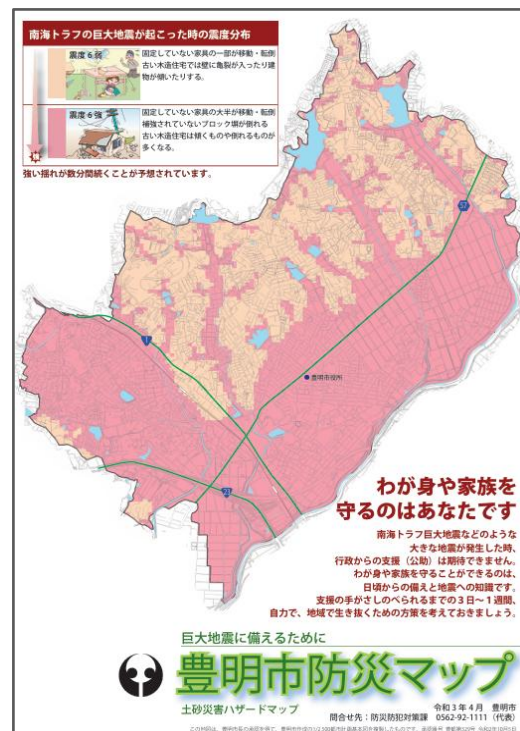 南海トラフの巨大地震が起こった時の震度分布
震度6弱
固定していない家具の一部が移動・転倒
古い木造住宅では壁に亀裂が入ったり建
物が傾いたりする。
震度6強
固定していない家具の大半が移動・転倒
補強されていないブロック塀が倒れる
古い木造住宅は傾くものや倒れるものが
多くなる。
強
強い揺れが数分間続くことが予想されています。
57
1
豊明市役所
23
わが身や家族を
守るのはあなたです
南海トラフ巨大地震などのような
大きな地震が発生した時、
行政からの支援（公助）は期待できません。
わが身や家族を守ることができるのは、
日頃からの備えと地震への知識です。
支援の手がさしのべられるまでの3日～1週間、
自力で、地域で生き抜くための方策を考えておきましょう。
巨大地震に備えるために
豊明市防災マップ
土砂災害ハザードマップ
令和3年4月 豊明市
問合せ先：防災防犯対策課 0562-92-1111（代表）